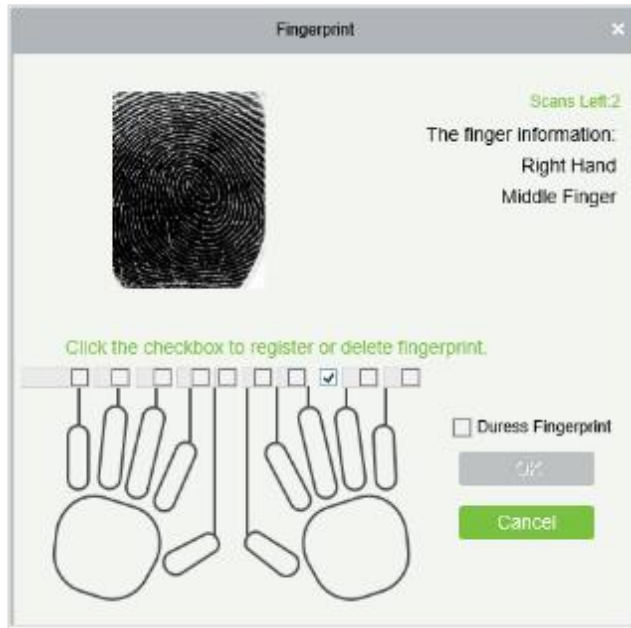 Fingerprint
Scans Left:2
The finger information:
Right Hand
Middle Finger
Click the checkbox to register or delete fingerprint.
Duress Fingerprint
OK
Cancel